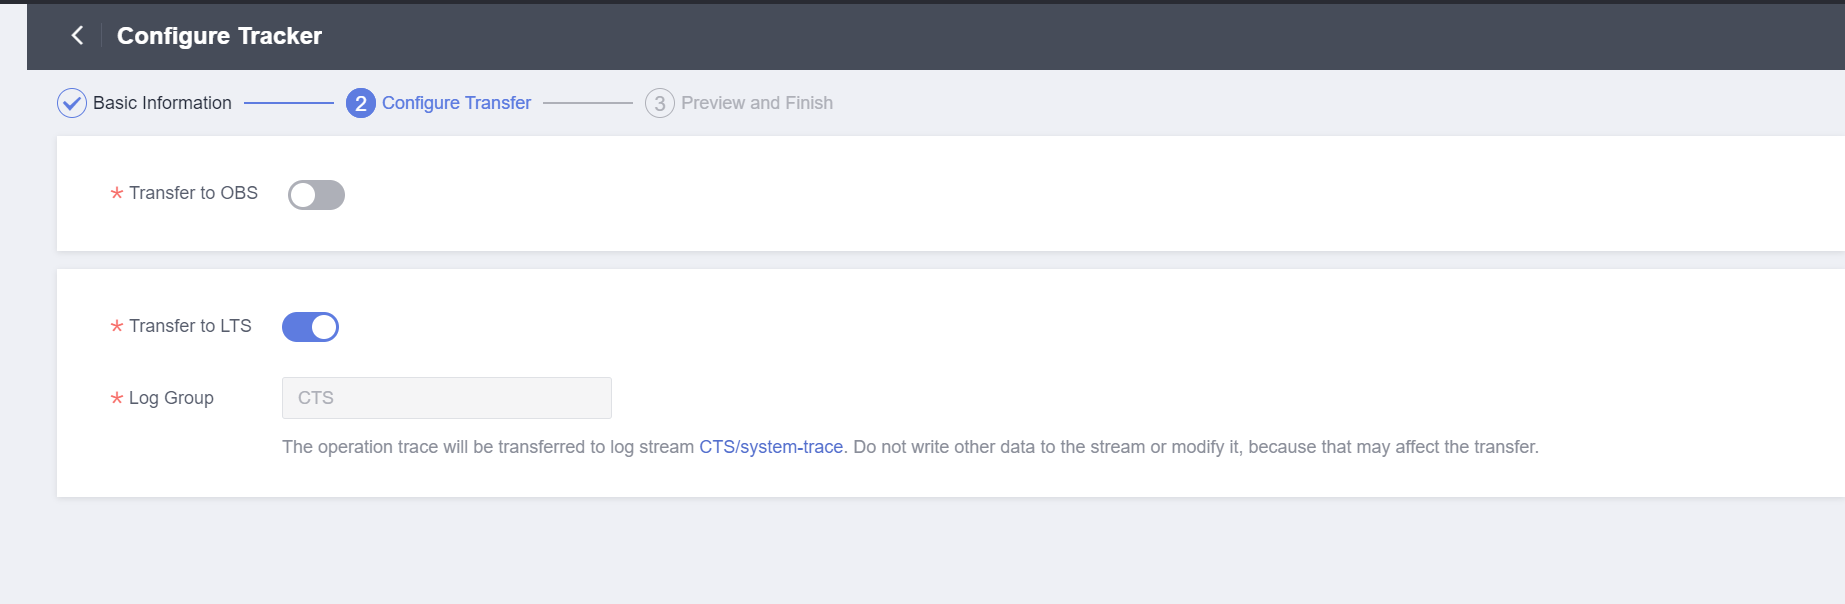 Configure Tracker
Basic Information 2 Configure Transfer 3 Preview and Finish
* Transfer to OBS
* Transfer to LTS
* Log Group CTS
The operation trace will be transferred to log stream CTS/system-trace. Do not write other data to the stream or modify it, because that may affect the transfer.